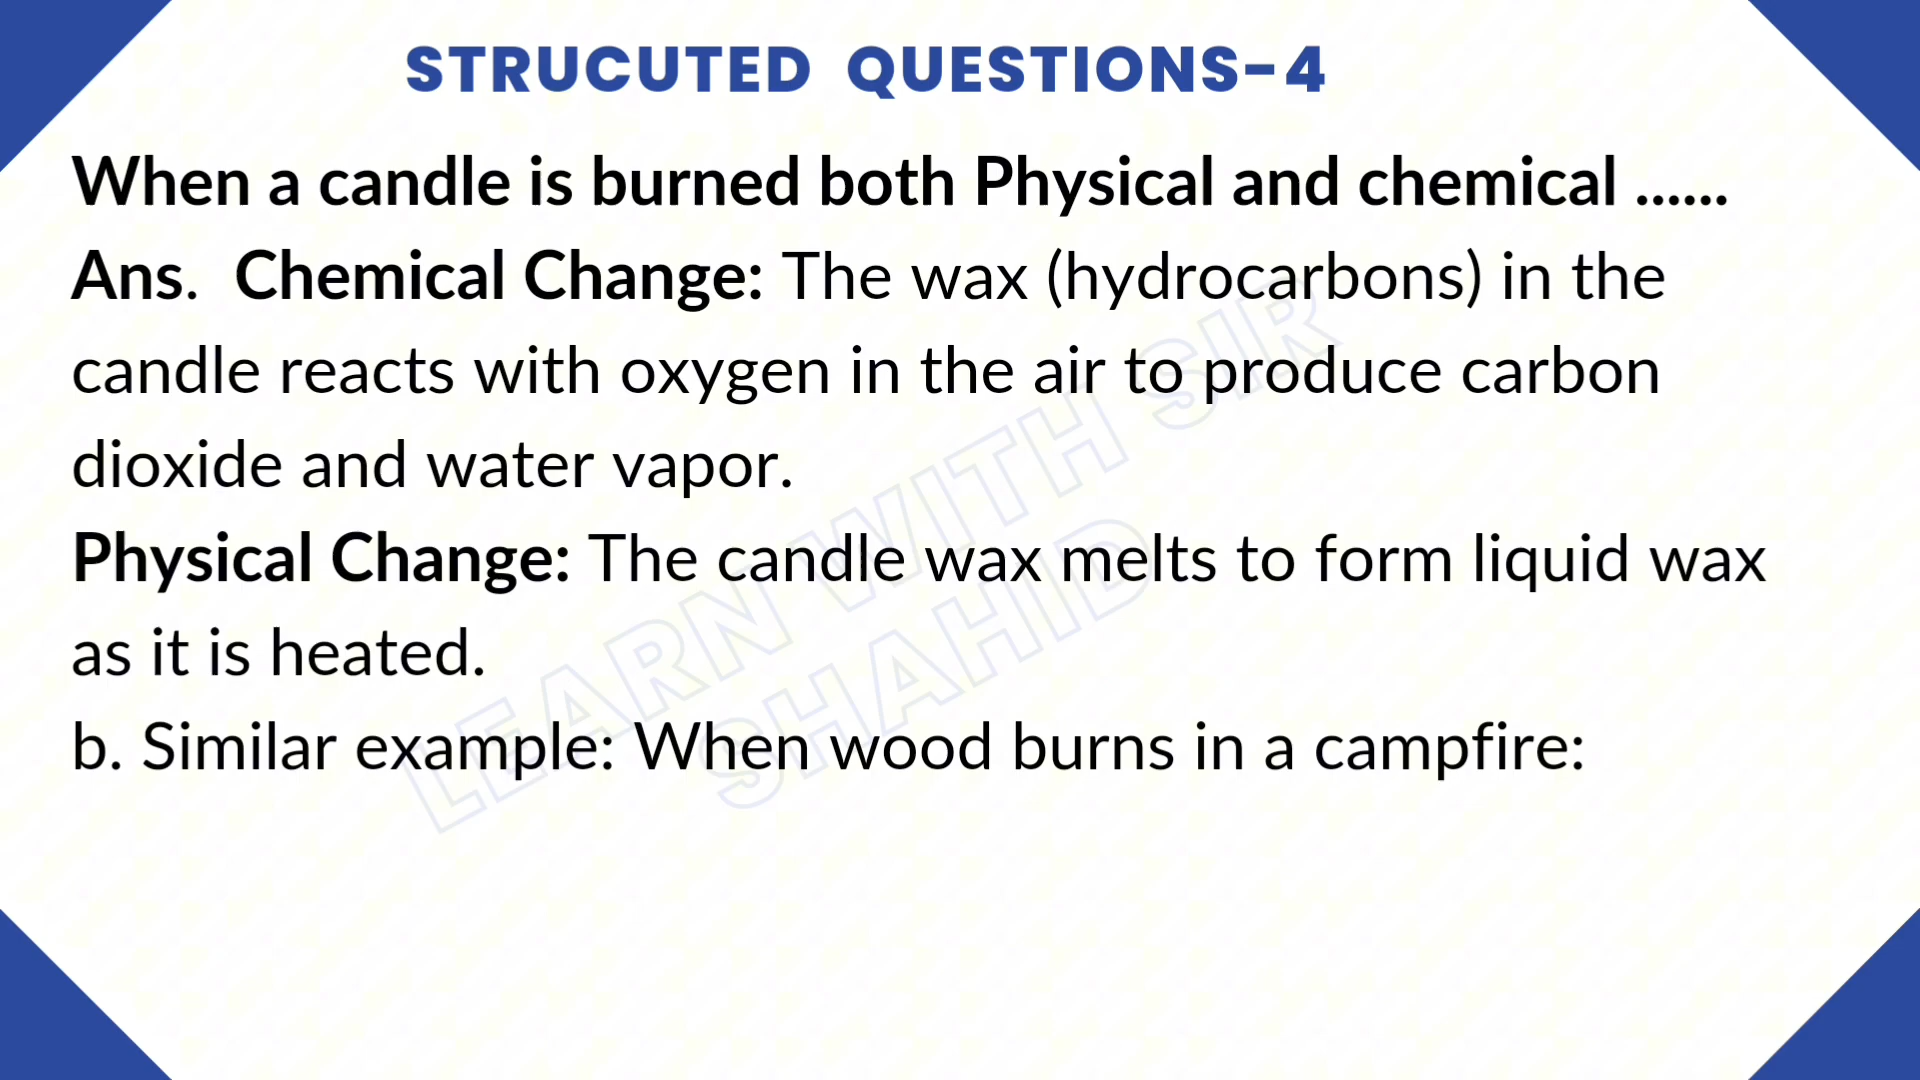 STRUCUTED QUESTIONS-4
When a candle is burned both Physical and chemical ......
Ans. Chemical Change: The wax (hydrocarbons) in the
candle reacts with oxygen in the air to produce carbon
dioxide and water vapor.
Physical Change: The candle wax melts to form liquid wax
as it is heated.
b. Similar example: When wood burns in a campfire:
LEARN WITH SIR
SHAHID